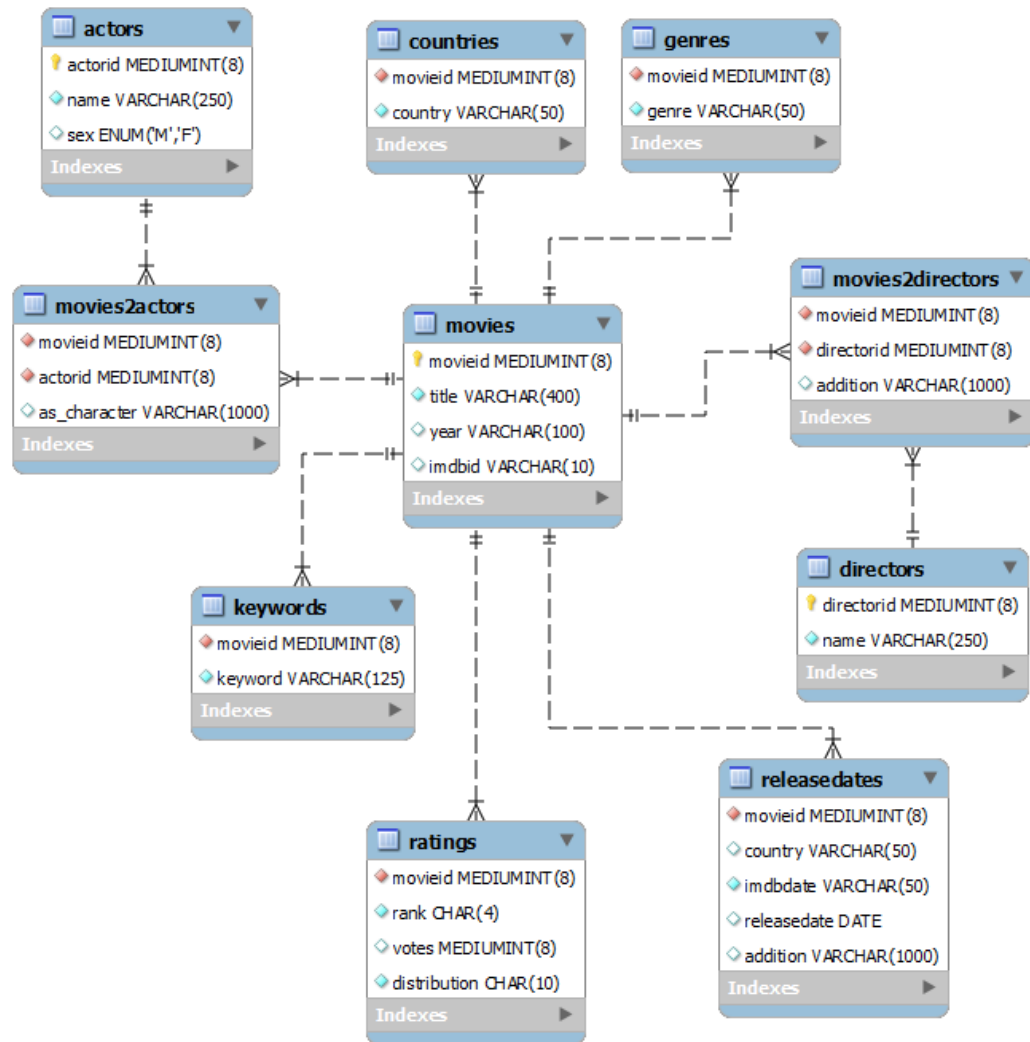 actors
actorid MEDIUMINT(8)
name VARCHAR(250)
sex ENUM('M','F')
Indexes
countries
movieid MEDIUMINT(8)
country VARCHAR(50)
Indexes
genres
movieid MEDIUMINT(8)
genre VARCHAR(50)
Indexes
movies2actors
movieid MEDIUMINT(8)
actorid MEDIUMINT(8)
as_character VARCHAR(1000)
Indexes
movies
movieid MEDIUMINT(8)
title VARCHAR(400)
year VARCHAR(100)
imdbid VARCHAR(10)
Indexes
movies2directors
movieid MEDIUMINT(8)
directorid MEDIUMINT(8)
addition VARCHAR(1000)
Indexes
keywords
movieid MEDIUMINT(8)
keyword VARCHAR(125)
Indexes
directors
directorid MEDIUMINT(8)
name VARCHAR(250)
Indexes
ratings
movieid MEDIUMINT(8)
rank CHAR(4)
votes MEDIUMINT(8)
distribution CHAR(10)
Indexes
releasedates
movieid MEDIUMINT(8)
country VARCHAR(50)
imdbdate VARCHAR(50)
releasedate DATE
addition VARCHAR(1000)
Indexes